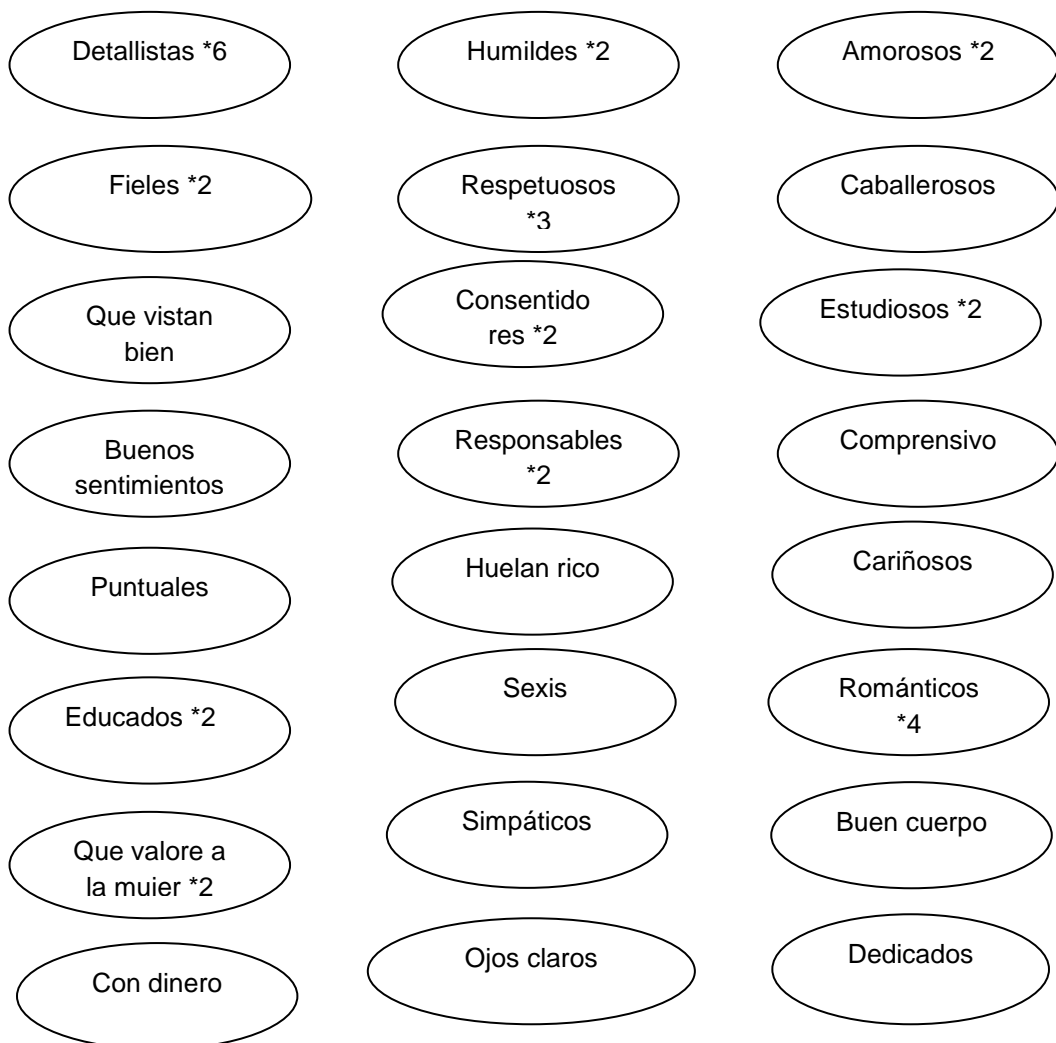 Detallistas *6
Humildes *2
Amorosos *2
Fieles *2
Respetuosos
*3
Caballerosos
Que vistan
bien
Consentido
res *2
Estudiosos *2
Buenos
sentimientos
Responsables
*2
Comprensivo
Puntuales
Huelan rico
Cariñosos
Educados *2
Sexis
Románticos
*4
Que valore a
la mujer *2
Simpáticos
Buen cuerpo
Con dinero
Ojos claros
Dedicados